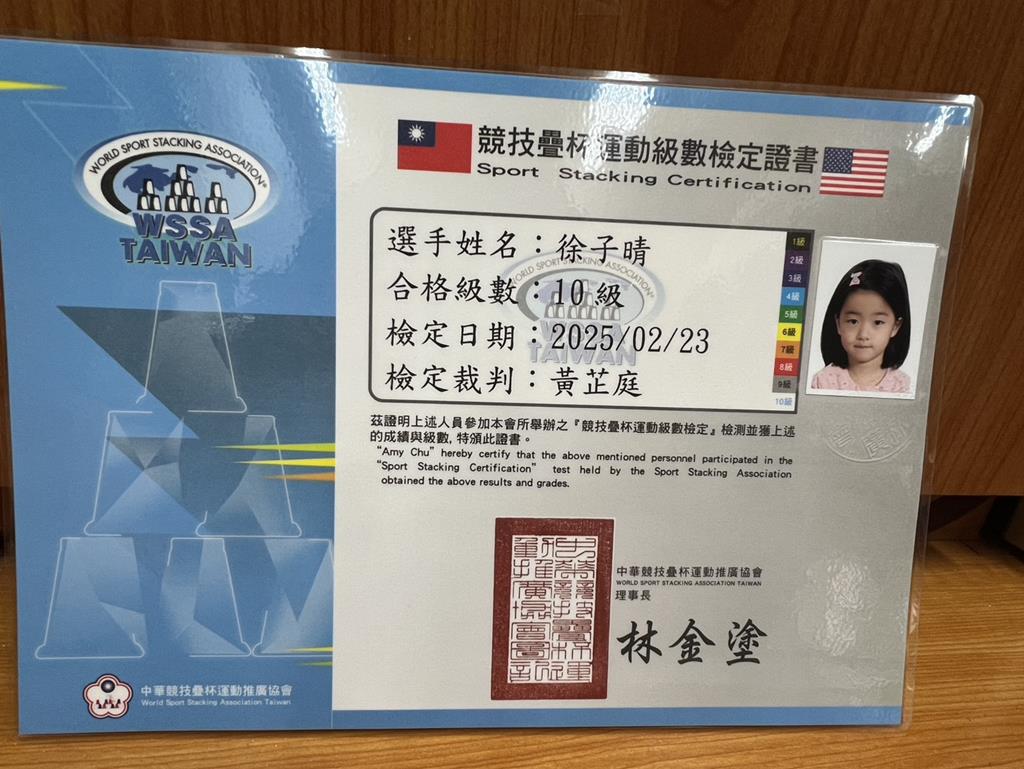 WORLD SPORT STACKING ASSOCIATION®
WSSA
TAIWAN
競技疊杯運動級數檢定證書
Sport Stacking Certification
選手姓名：徐子晴
合格級數：10級
檢定日期：2025/02/23
檢定裁判：黃芷庭
1級
2級
3級
4級
5級
6級
7級
8級
9級
10級
WORLD SPORT STACKING ASSOCIATION®
TAIWAN
茲證明上述人員參加本會所舉辦之『競技疊杯運動級數檢定』檢測並獲上述
的成績與級數, 特頒此證書。
“Amy Chu” hereby certify that the above mentioned personnel participated in the
“Sport Stacking Certification” test held by the Sport Stacking Association
obtained the above results and grades.
中華競技疊杯運動推廣協會
WORLD SPORT STACKING ASSOCIATION TAIWAN
理事長
林金塗
中華競技疊杯運動推廣協會
World Sport Stacking Association Taiwan